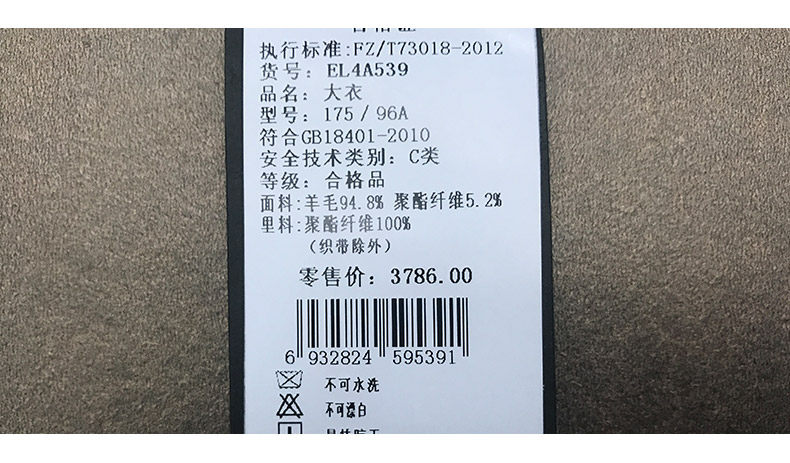 执行标准:FZ/T73018-2012
货号: EL4A539
品名: 大衣
型号: 175/96A
符合GB18401-2010
安全技术类别: C类
等级: 合格品
面料:羊毛94.8% 聚酯纤维5.2%
里料:聚酯纤维100%
(织带除外)
零售价: 3786.00
6 932824 595391
不可水洗
不可漂白